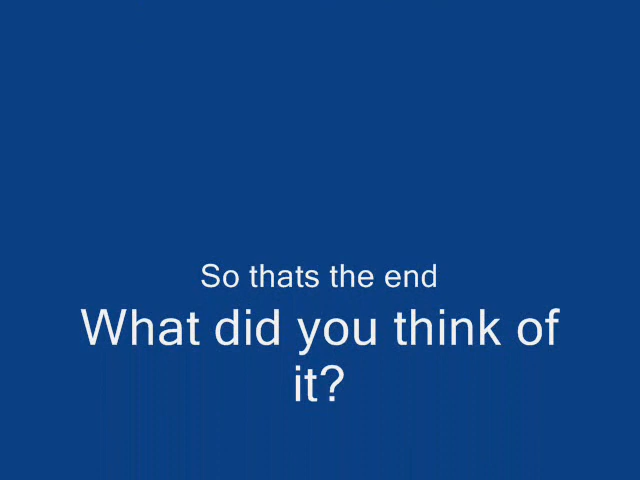 So thats the end
What did you think of
it?